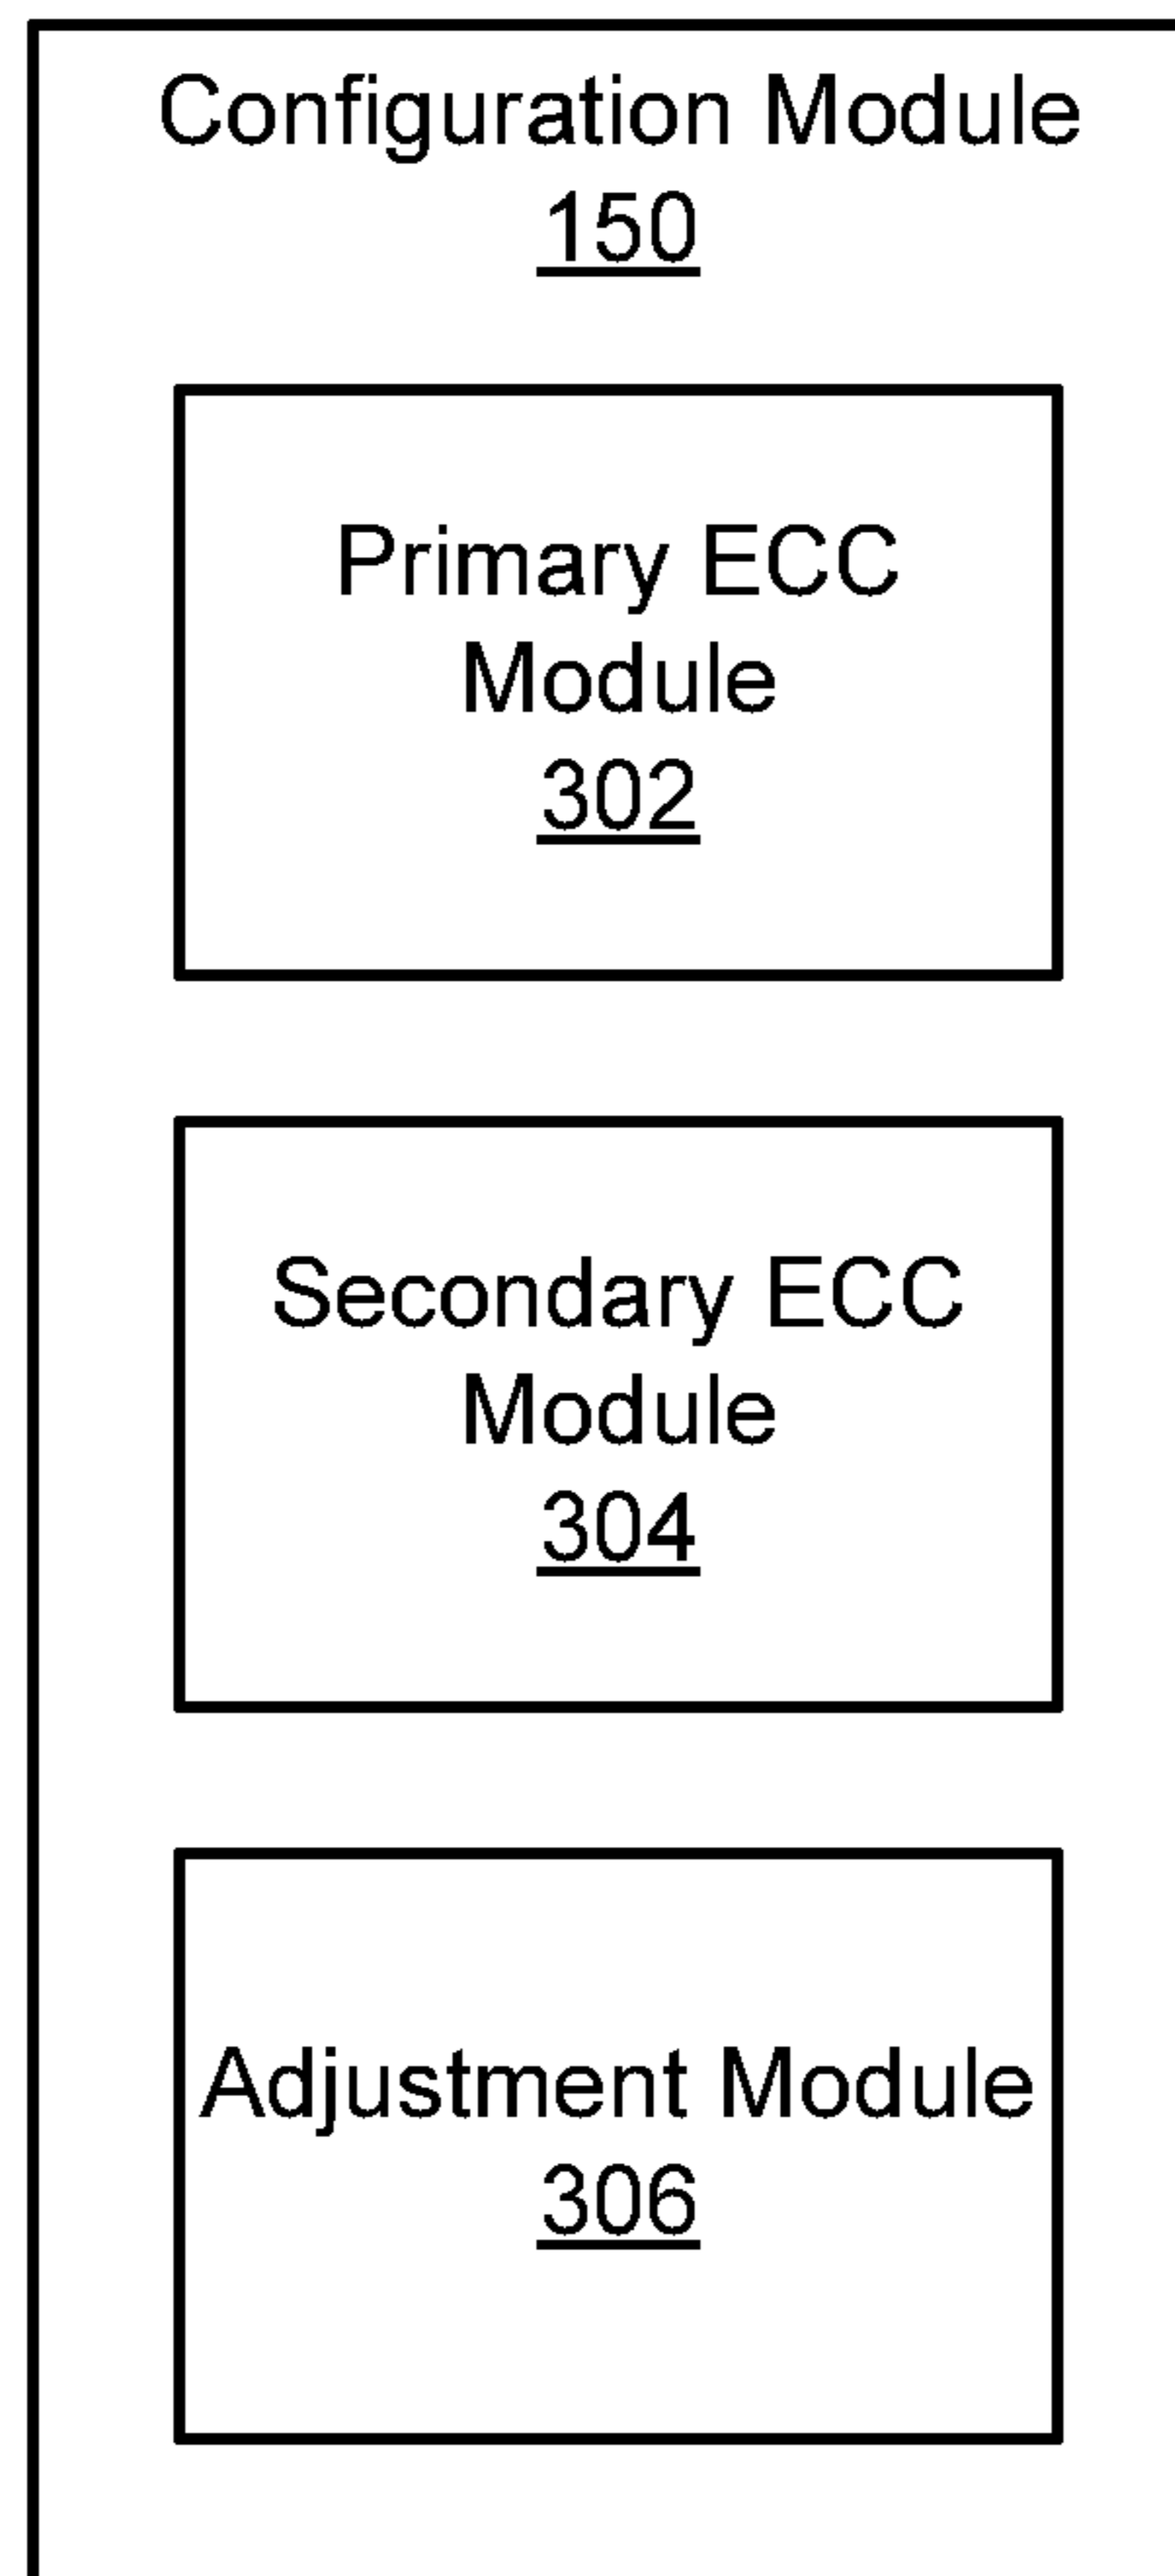 Configuration Module
150
Primary ECC
Module
302
Secondary ECC
Module
304
Adjustment Module
306